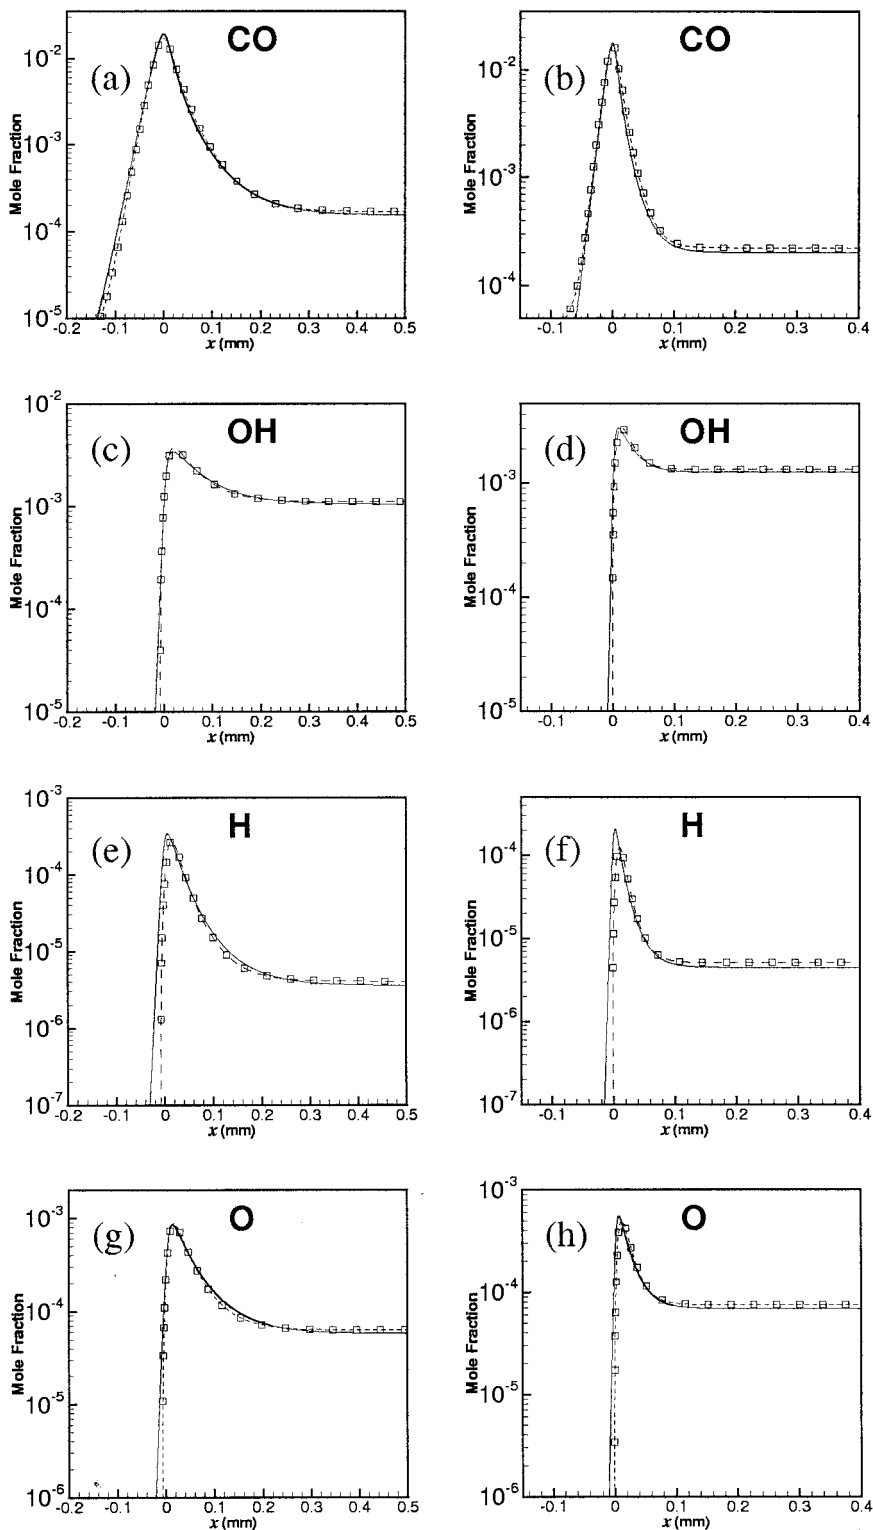 CO
(a)
Mole Fraction
10-2
10-3
10-4
10-5
-0.2 -0.1 0 0.1 0.2 0.3 0.4 0.5
x (mm)
CO
(b)
Mole Fraction
10-2
10-3
10-4
-0.1 0 0.1 0.2 0.3 0.4
x (mm)
OH
(c)
Mole Fraction
10-2
10-3
10-4
10-5
-0.2 -0.1 0 0.1 0.2 0.3 0.4 0.5
x (mm)
OH
(d)
Mole Fraction
10-3
10-4
10-5
-0.1 0 0.1 0.2 0.3 0.4
x (mm)
H
(e)
Mole Fraction
10-3
10-4
10-5
10-6
10-7
-0.2 -0.1 0 0.1 0.2 0.3 0.4 0.5
x (mm)
H
(f)
Mole Fraction
10-4
10-5
10-6
10-7
-0.1 0 0.1 0.2 0.3 0.4
x (mm)
O
(g)
Mole Fraction
10-3
10-4
10-5
10-6
-0.2 -0.1 0 0.1 0.2 0.3 0.4 0.5
x (mm)
O
(h)
Mole Fraction
10-3
10-4
10-5
10-6
-0.1 0 0.1 0.2 0.3 0.4
x (mm)